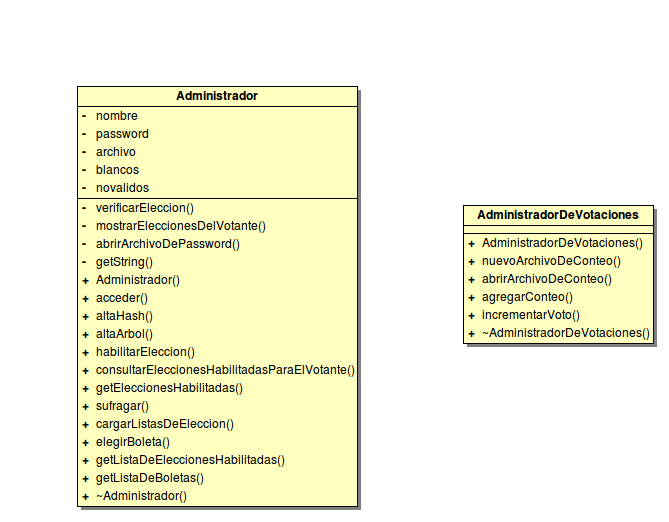 Administrador
- nombre
- password
- archivo
- blancos
- novalidos
- verificarEleccion()
- mostrarEleccionesDelVotante()
- abrirArchivoDePassword()
- getString()
+ Administrador()
+ acceder()
+ altaHash()
+ altaArbol()
+ habilitarEleccion()
+ consultarEleccionesHabilitadasParaElVotante()
+ getEleccionesHabilitadas()
+ sufragar()
+ cargarListasDeEleccion()
+ elegirBoleta()
+ getListaDeEleccionesHabilitadas()
+ getListaDeBoletas()
+ ~Administrador()
AdministradorDeVotaciones
+ AdministradorDeVotaciones()
+ nuevoArchivoDeConteo()
+ abrirArchivoDeConteo()
+ agregarConteo()
+ incrementarVoto()
+ ~AdministradorDeVotaciones()